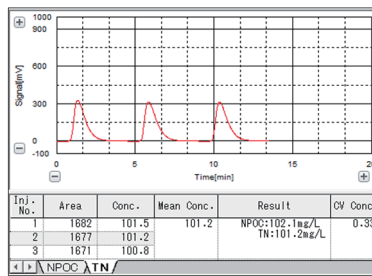 1000
900
600
300
0
-100
Signal[mV]
0 5 10 15 20
Time[min]
Inj. No. Area Conc. Mean Conc. Result CV Conc
1 1682 101.5 101.2 NPOC:102.1mg/L 0.33
TN:101.2mg/L
2 1677 101.2
3 1671 100.8
NPOC TN